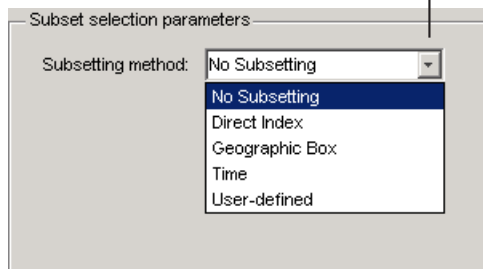 Subset selection parameters
Subsetting method: No Subsetting
No Subsetting
Direct Index
Geographic Box
Time
User-defined